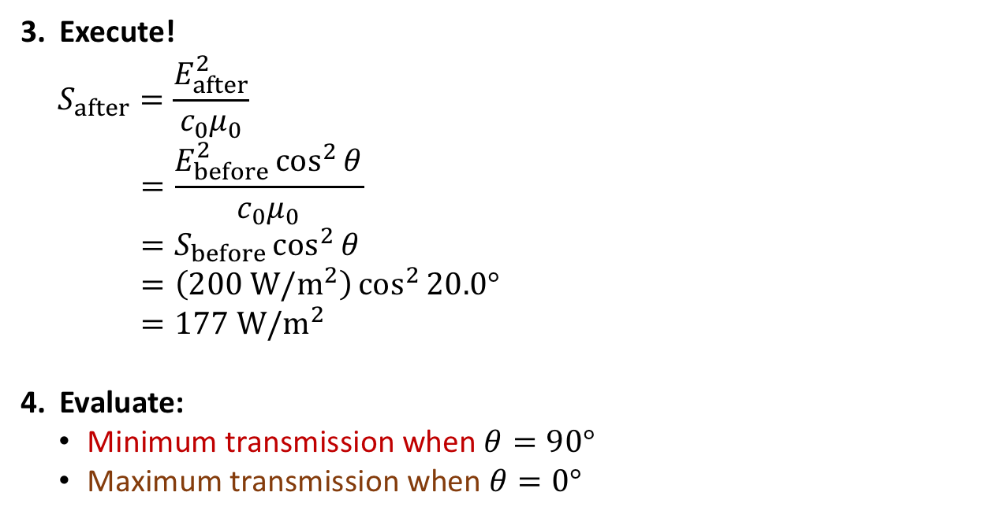 3. Execute!
S_after = E²_after / c₀μ₀
= E²_before cos² θ / c₀μ₀
= S_before cos² θ
= (200 W/m²) cos² 20.0°
= 177 W/m²
4. Evaluate:
• Minimum transmission when θ = 90°
• Maximum transmission when θ = 0°